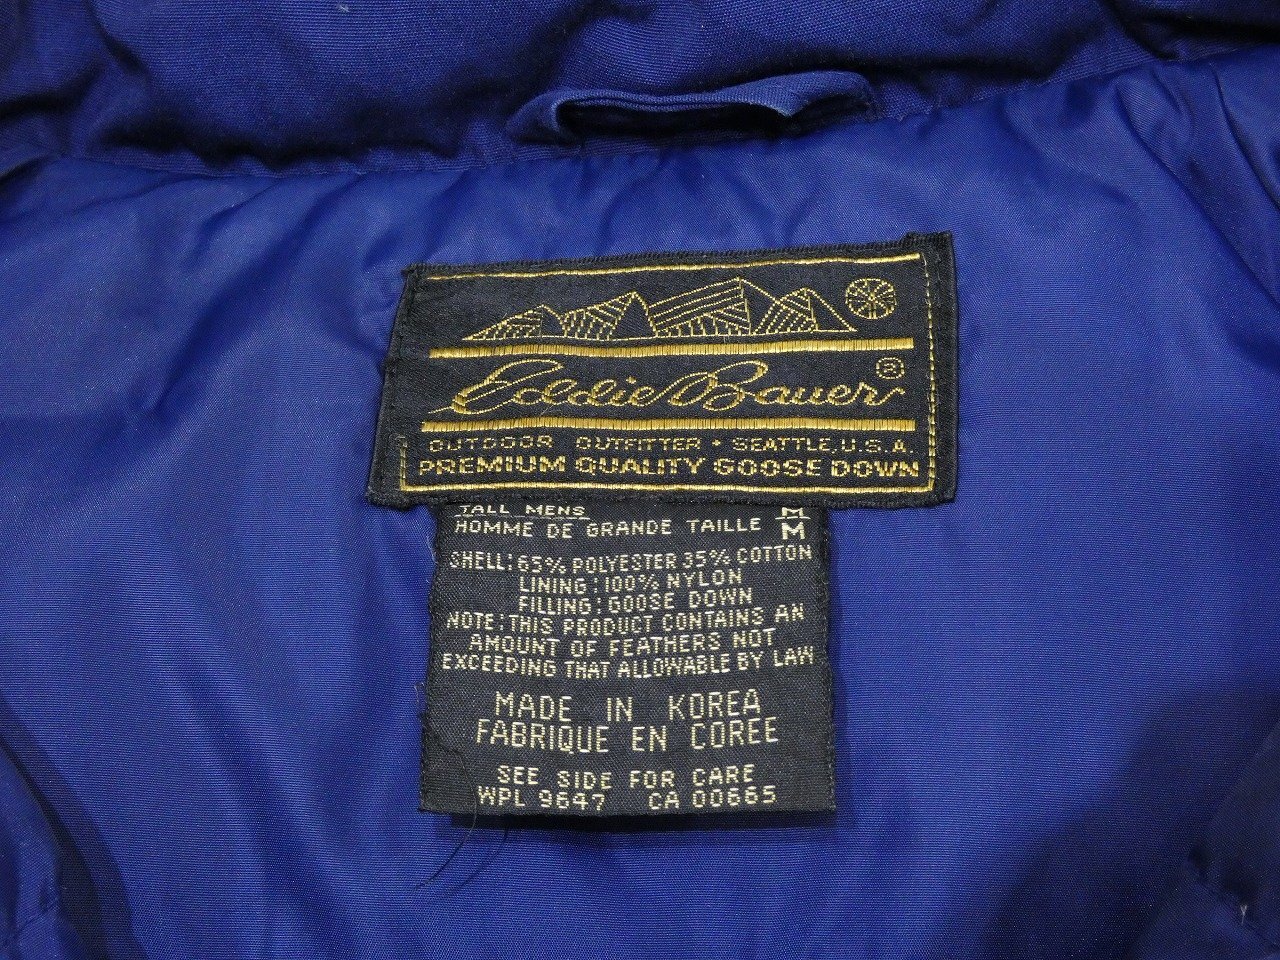 Eddie Bauer®
OUTDOOR OUTFITTER • SEATTLE, U.S.A.
PREMIUM QUALITY GOOSE DOWN
TALL MENS M
HOMME DE GRANDE TAILLE M
SHELL: 65% POLYESTER 35% COTTON
LINING: 100% NYLON
FILLING: GOOSE DOWN
NOTE: THIS PRODUCT CONTAINS AN
AMOUNT OF FEATHERS NOT
EXCEEDING THAT ALLOWABLE BY LAW
MADE IN KOREA
FABRIQUE EN COREE
SEE SIDE FOR CARE
WPL 9647 CA 00665